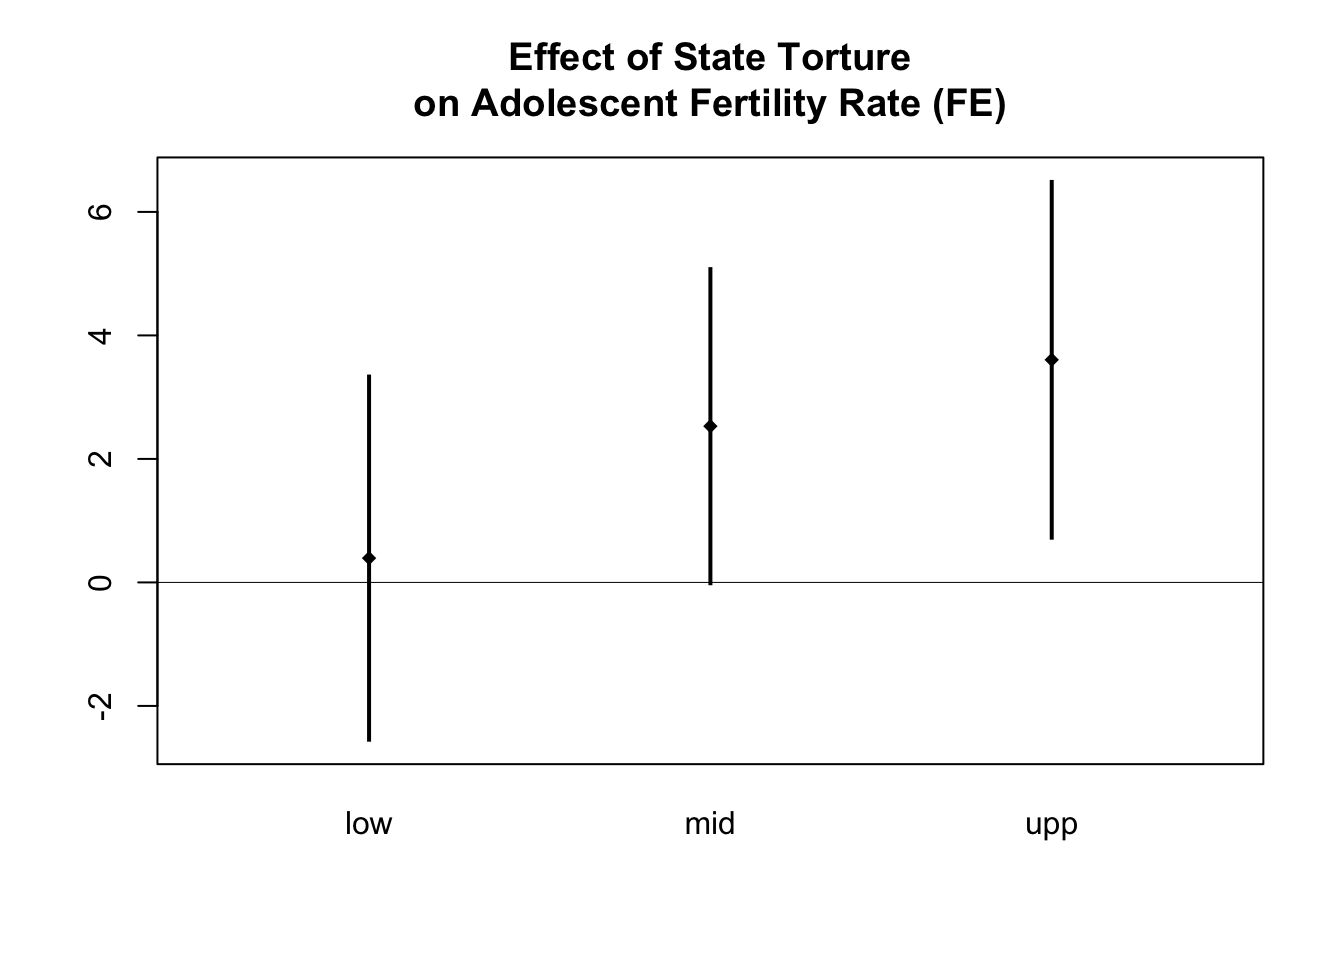 Effect of State Torture
on Adolescent Fertility Rate (FE)
6
4
2
0
-2
low mid upp